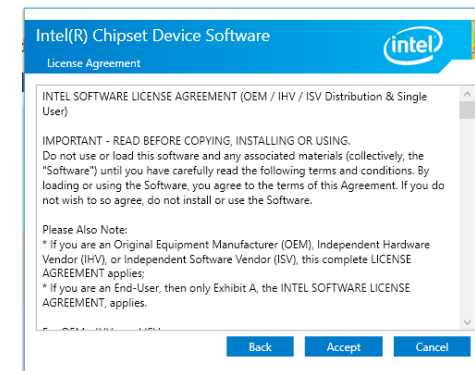 Intel(R) Chipset Device Software
intel
License Agreement
INTEL SOFTWARE LICENSE AGREEMENT (OEM / IHV / ISV Distribution & Single
User)
IMPORTANT - READ BEFORE COPYING, INSTALLING OR USING.
Do not use or load this software and any associated materials (collectively, the
"Software") until you have carefully read the following terms and conditions. By
loading or using the Software, you agree to the terms of this Agreement. If you do
not wish to so agree, do not install or use the Software.
Please Also Note:
* If you are an Original Equipment Manufacturer (OEM), Independent Hardware
Vendor (IHV), or Independent Software Vendor (ISV), this complete LICENSE
AGREEMENT applies;
* If you are an End-User, then only Exhibit A, the INTEL SOFTWARE LICENSE
AGREEMENT, applies.
Back Accept Cancel